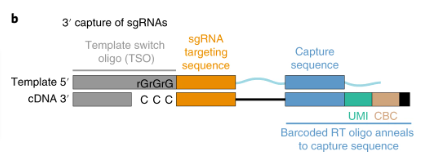 b
3′ capture of sgRNAs
Template switch
oligo (TSO)
sgRNA
targeting
sequence
Capture
sequence
Template 5′
rGrGrG
cDNA 3′
C C C
UMI CBC
Barcoded RT oligo anneals
to capture sequence